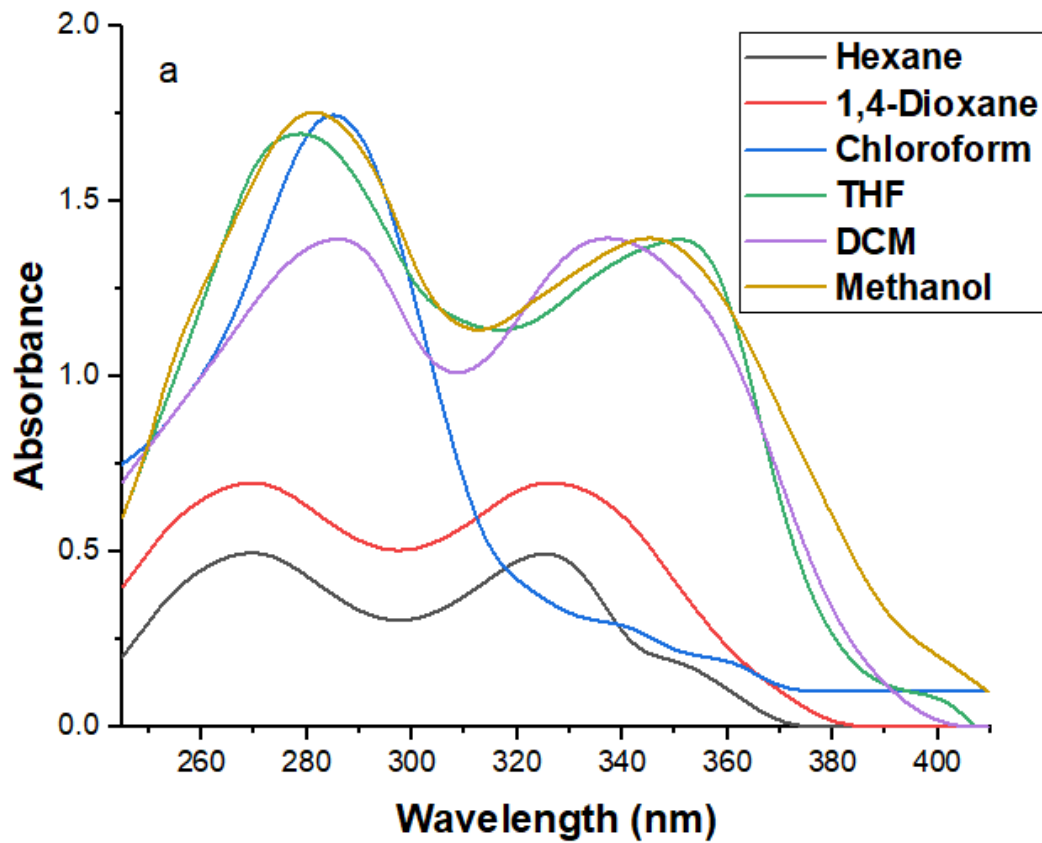 a
Hexane
1,4-Dioxane
Chloroform
THF
DCM
Methanol
2.0
1.5
1.0
0.5
0.0
Absorbance
260 280 300 320 340 360 380 400
Wavelength (nm)